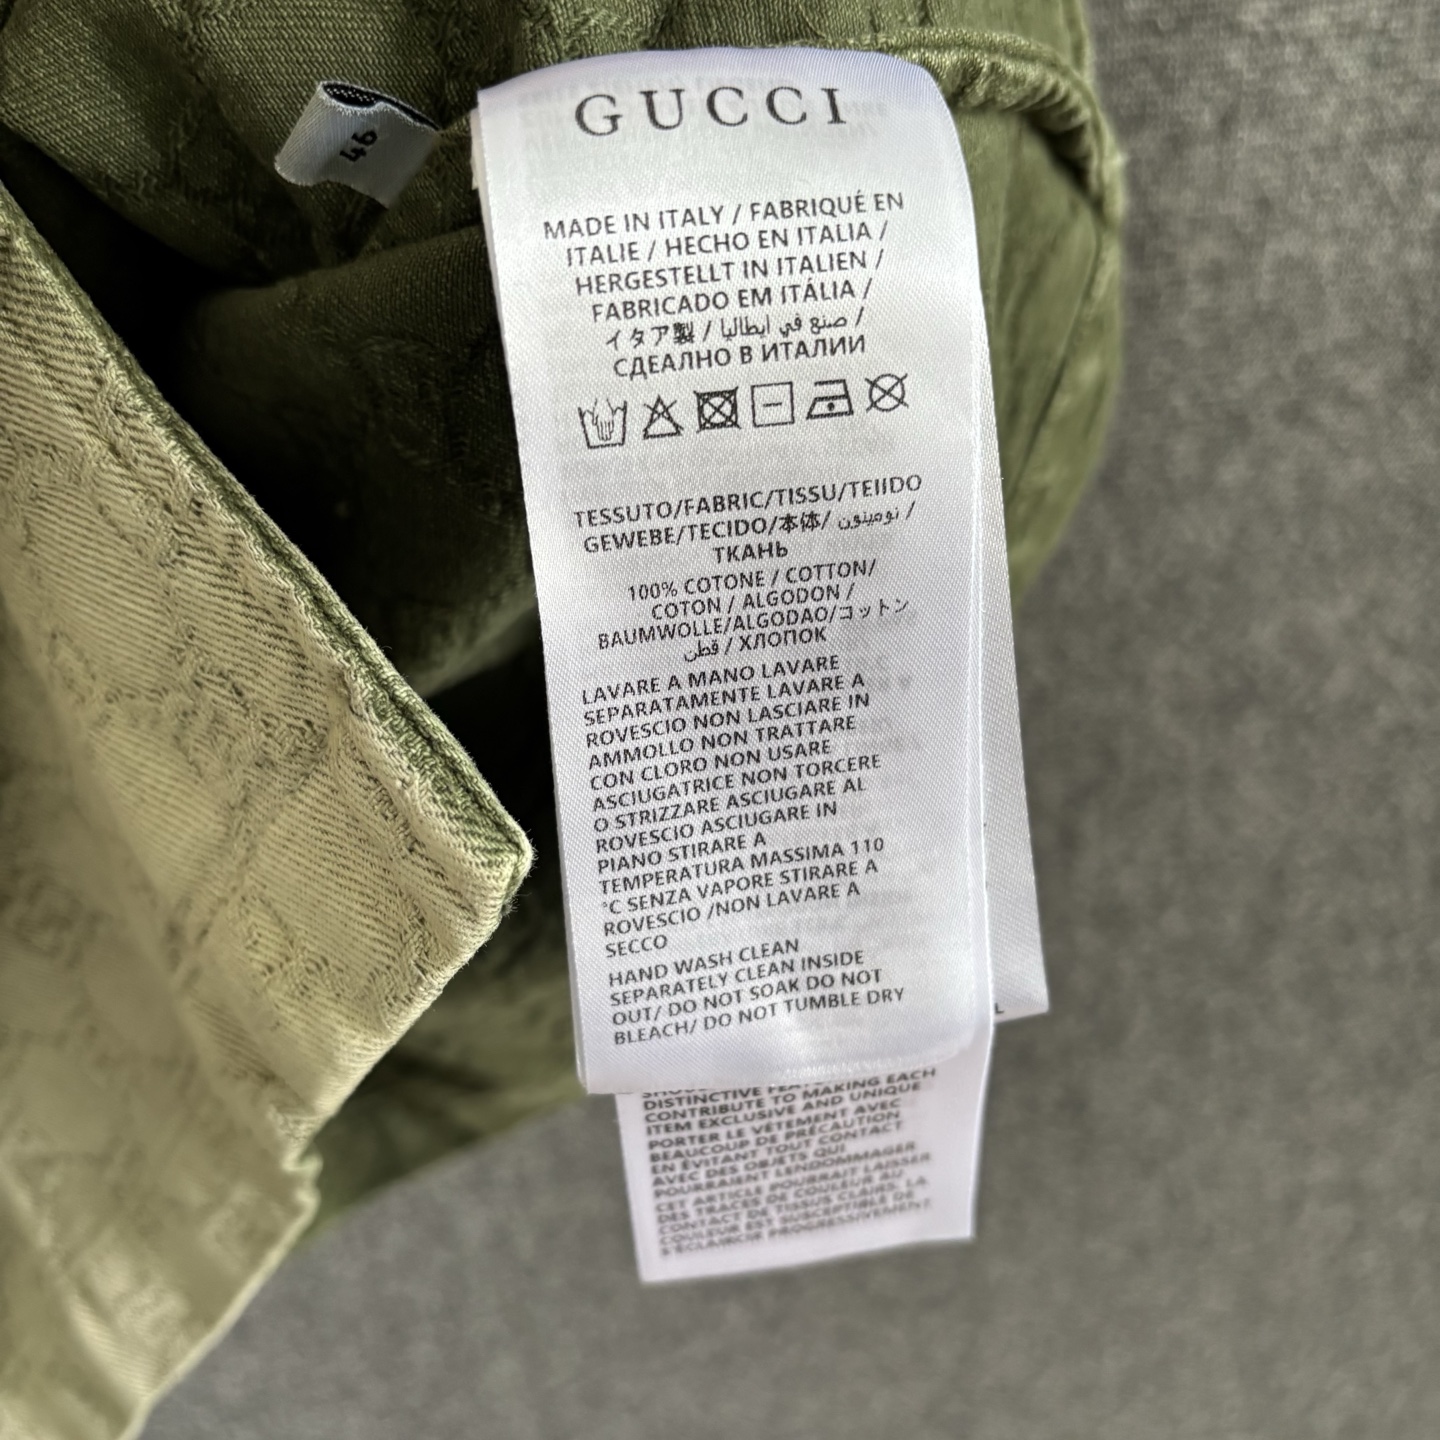 46
GUCCI
MADE IN ITALY / FABRIQUÉ EN
ITALIE / HECHO EN ITALIA /
HERGESTELLT IN ITALIEN /
FABRICADO EM ITÁLIA /
イタリア製 / صنع في ايطاليا /
СДЕАЛНО В ИТАЛИИ
TESSUTO/FABRIC/TISSU/TEIIDO
GEWEBE/TECIDO/本体/ نومينون /
ТКАНЬ
100% COTONE / COTTON/
COTON / ALGODON /
BAUMWOLLE/ALGODAO/コットン
قطن / ХЛОПОК
LAVARE A MANO LAVARE
SEPARATAMENTE LAVARE A
ROVESCIO NON LASCIARE IN
AMMOLLO NON TRATTARE
CON CLORO NON USARE
ASCIUGATRICE NON TORCERE
O STRIZZARE ASCIUGARE AL
ROVESCIO ASCIUGARE IN
PIANO STIRARE A
TEMPERATURA MASSIMA 110
°C SENZA VAPORE STIRARE A
ROVESCIO /NON LAVARE A
SECCO
HAND WASH CLEAN
SEPARATELY CLEAN INSIDE
OUT/ DO NOT SOAK DO NOT
BLEACH/ DO NOT TUMBLE DRY
L
DISTINCTIVE
CONTRIBUTE TO MAKING EACH
ITEM EXCLUSIVE AND UNIQUE
PORTER LE VÊTEMENT AVEC
BEAUCOUP DE PRÉCAUTION
EN ÉVITANT TOUT CONTACT
AVEC DES OBJETS QUI
POURRAIENT LENDOMMAGER
CET ARTICLE POURRAIT LAISSER
DES TRACES DE COULEUR AU
CONTACT DE TISSUS CLAIRS. LA
COULEUR EST SUSCEPTIBLE DE
S'ÉCLAIRCIR PROGRESSIVEMENT